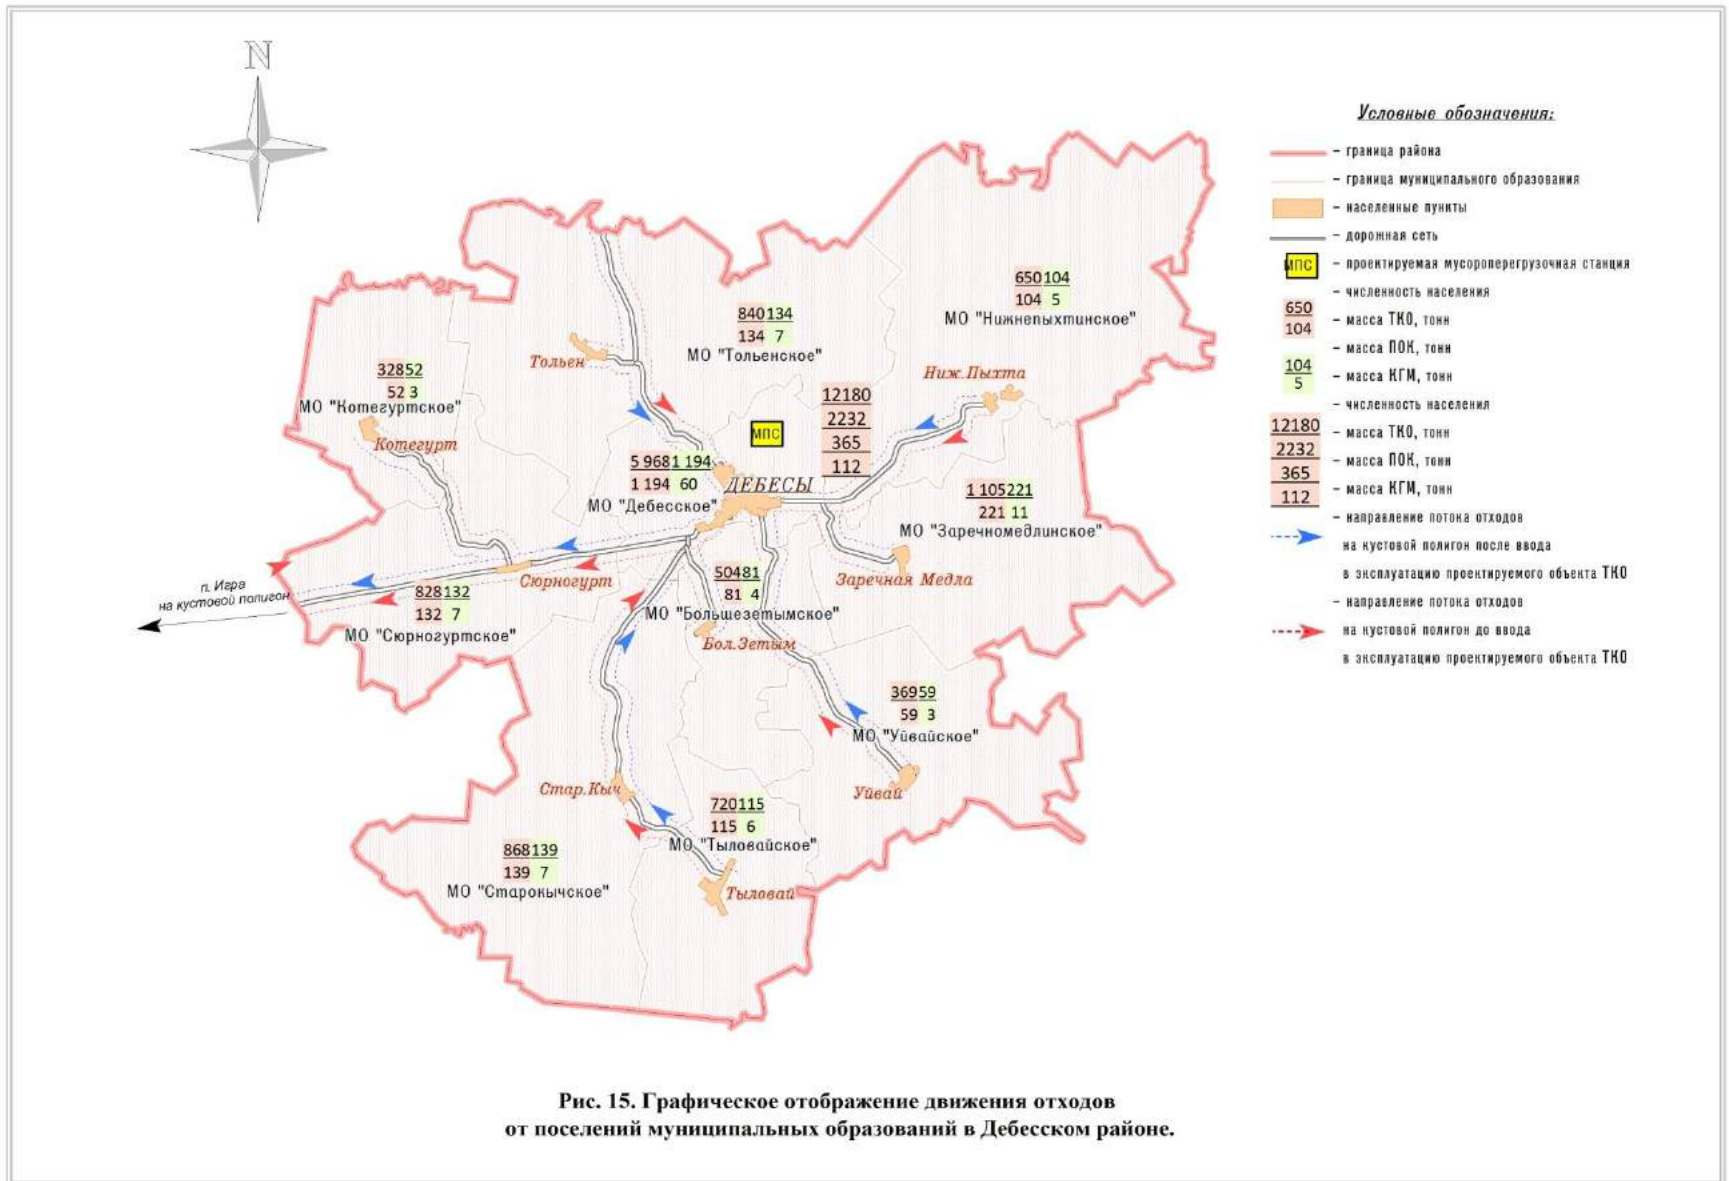 N
Условные обозначения:
– граница района
– граница муниципального образования
– населенные пункты
– дорожная сеть
МПС – проектируемая мусороперегрузочная станция
– численность населения
650
104
– масса ТКО, тонн
– масса ПОК, тонн
104
5
– масса КГМ, тонн
– численность населения
12180
2232
365
112
– масса ТКО, тонн
– масса ПОК, тонн
– масса КГМ, тонн
– направление потока отходов
на кустовой полигон после ввода
в эксплуатацию проектируемого объекта ТКО
– направление потока отходов
на кустовой полигон до ввода
в эксплуатацию проектируемого объекта ТКО
650 104
104 5
МО "Нижнепыхтинское"
840 134
134 7
МО "Тольенское"
Тольен
328 52
52 3
МО "Котегуртское"
Котегурт
Ниж.Пыхта
12180
2232
365
112
МПС
5 968 1 194
1 194 60
МО "Дебесское"
ДЕБЕСЫ
1 105 221
221 11
МО "Заречномедлинское"
Заречная Медла
Сюрногурт
п. Игра
на кустовой полигон
828 132
132 7
МО "Сюрногуртское"
504 81
81 4
МО "Большезетымское"
Бол.Зетым
369 59
59 3
МО "Уйвайское"
Уйвай
Стар.Кыч
720 115
115 6
МО "Тыловайское"
Тыловай
868 139
139 7
МО "Старокычское"
Рис. 15. Графическое отображение движения отходов
от поселений муниципальных образований в Дебесском районе.